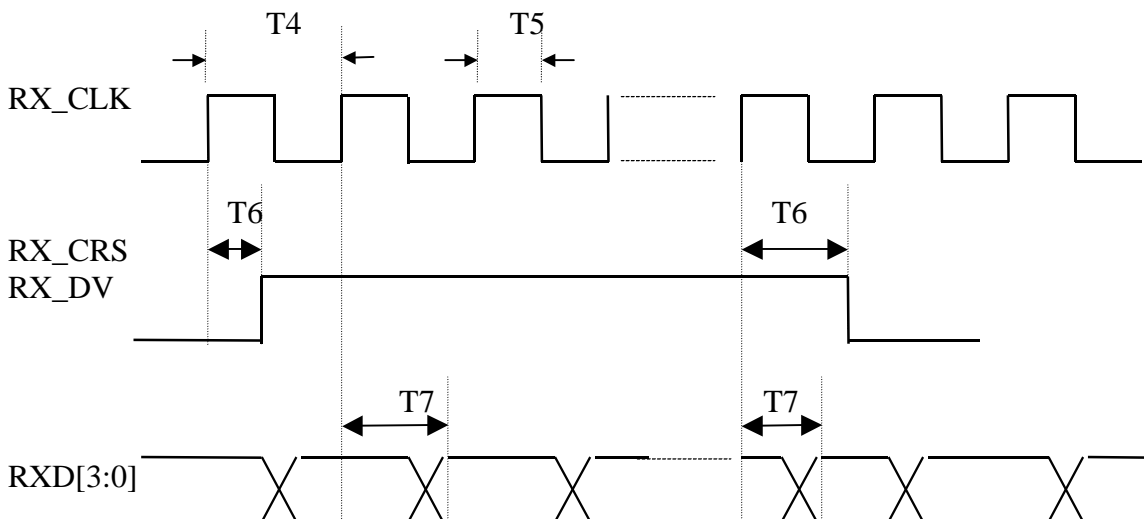 T4 T5
RX_CLK
T6 T6
RX_CRS
RX_DV
T7 T7
RXD[3:0]